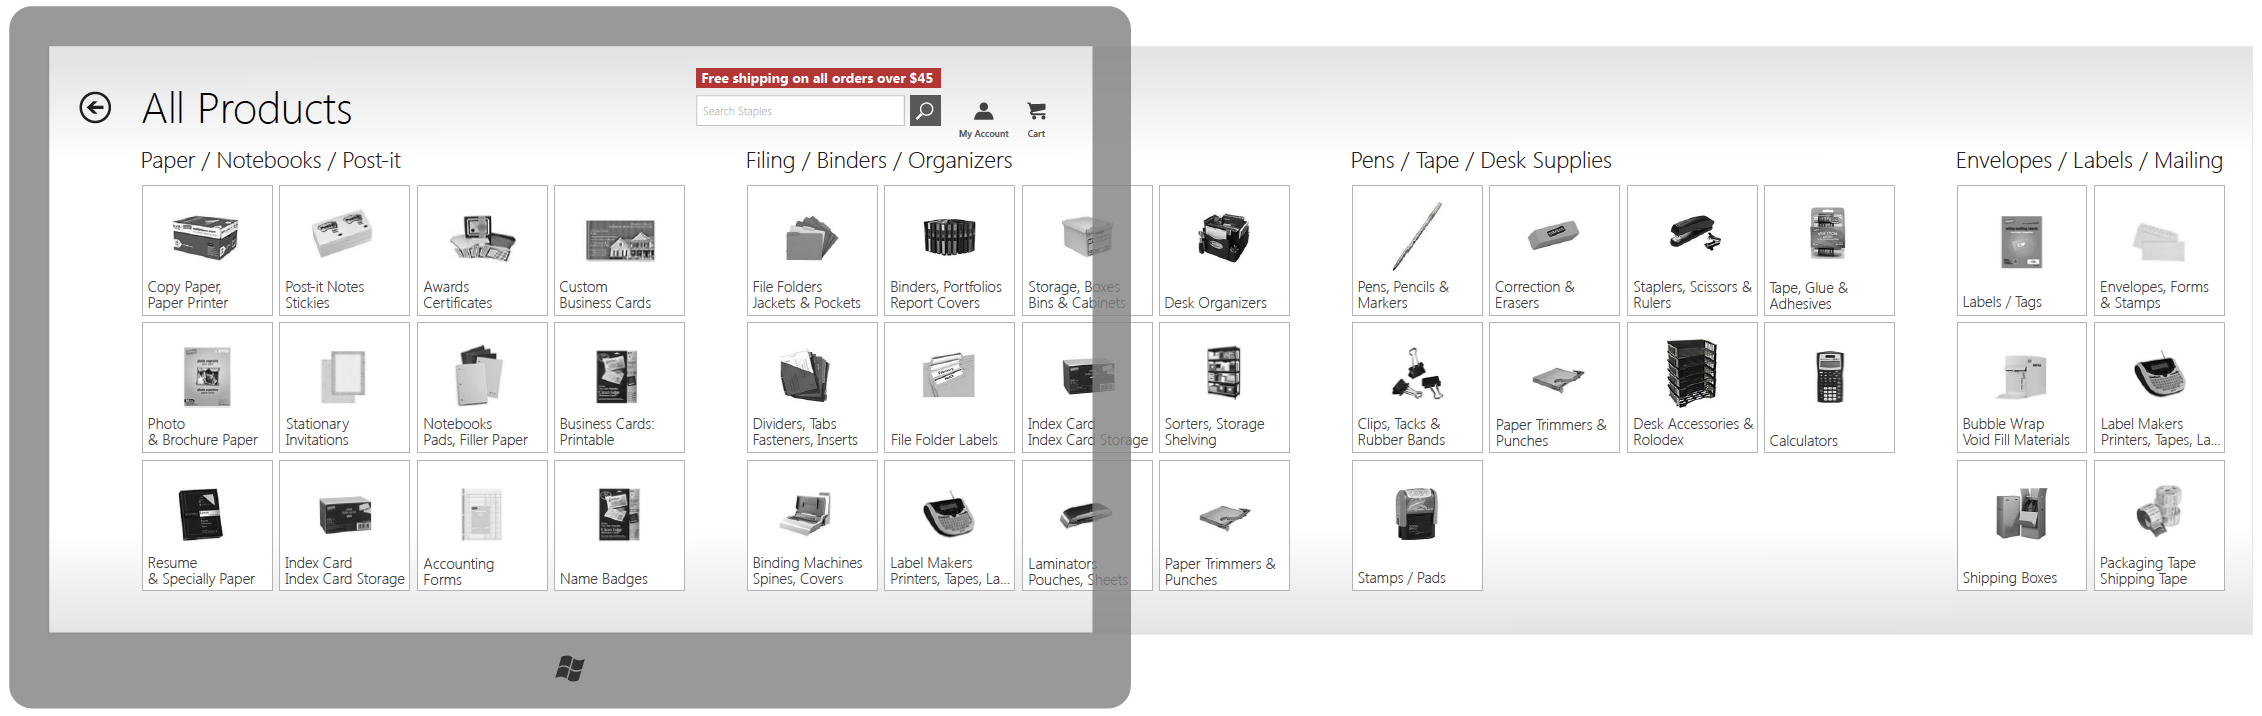 Free shipping on all orders over $45
All Products
Search Staples
My Account
Cart
Paper / Notebooks / Post-it
Copy Paper,
Paper Printer
Post-it Notes
Stickies
Awards
Certificates
Custom
Business Cards
Photo
& Brochure Paper
Stationary
Invitations
Notebooks
Pads, Filler Paper
Business Cards:
Printable
Resume
& Specially Paper
Index Card
Index Card Storage
Accounting
Forms
Name Badges
Filing / Binders / Organizers
File Folders
Jackets & Pockets
Binders, Portfolios
Report Covers
Storage, Boxes
Bins & Cabinets
Desk Organizers
Dividers, Tabs
Fasteners, Inserts
File Folder Labels
Index Card
Index Card Storage
Sorters, Storage
Shelving
Binding Machines
Spines, Covers
Label Makers
Printers, Tapes, La...
Laminators
Pouches, Sheets
Paper Trimmers &
Punches
Pens / Tape / Desk Supplies
Pens, Pencils &
Markers
Correction &
Erasers
Staplers, Scissors &
Rulers
Tape, Glue &
Adhesives
Clips, Tacks &
Rubber Bands
Paper Trimmers &
Punches
Desk Accessories &
Rolodex
Calculators
Stamps / Pads
Envelopes / Labels / Mailing
Labels / Tags
Envelopes, Forms
& Stamps
Bubble Wrap
Void Fill Materials
Label Makers
Printers, Tapes, La...
Shipping Boxes
Packaging Tape
Shipping Tape